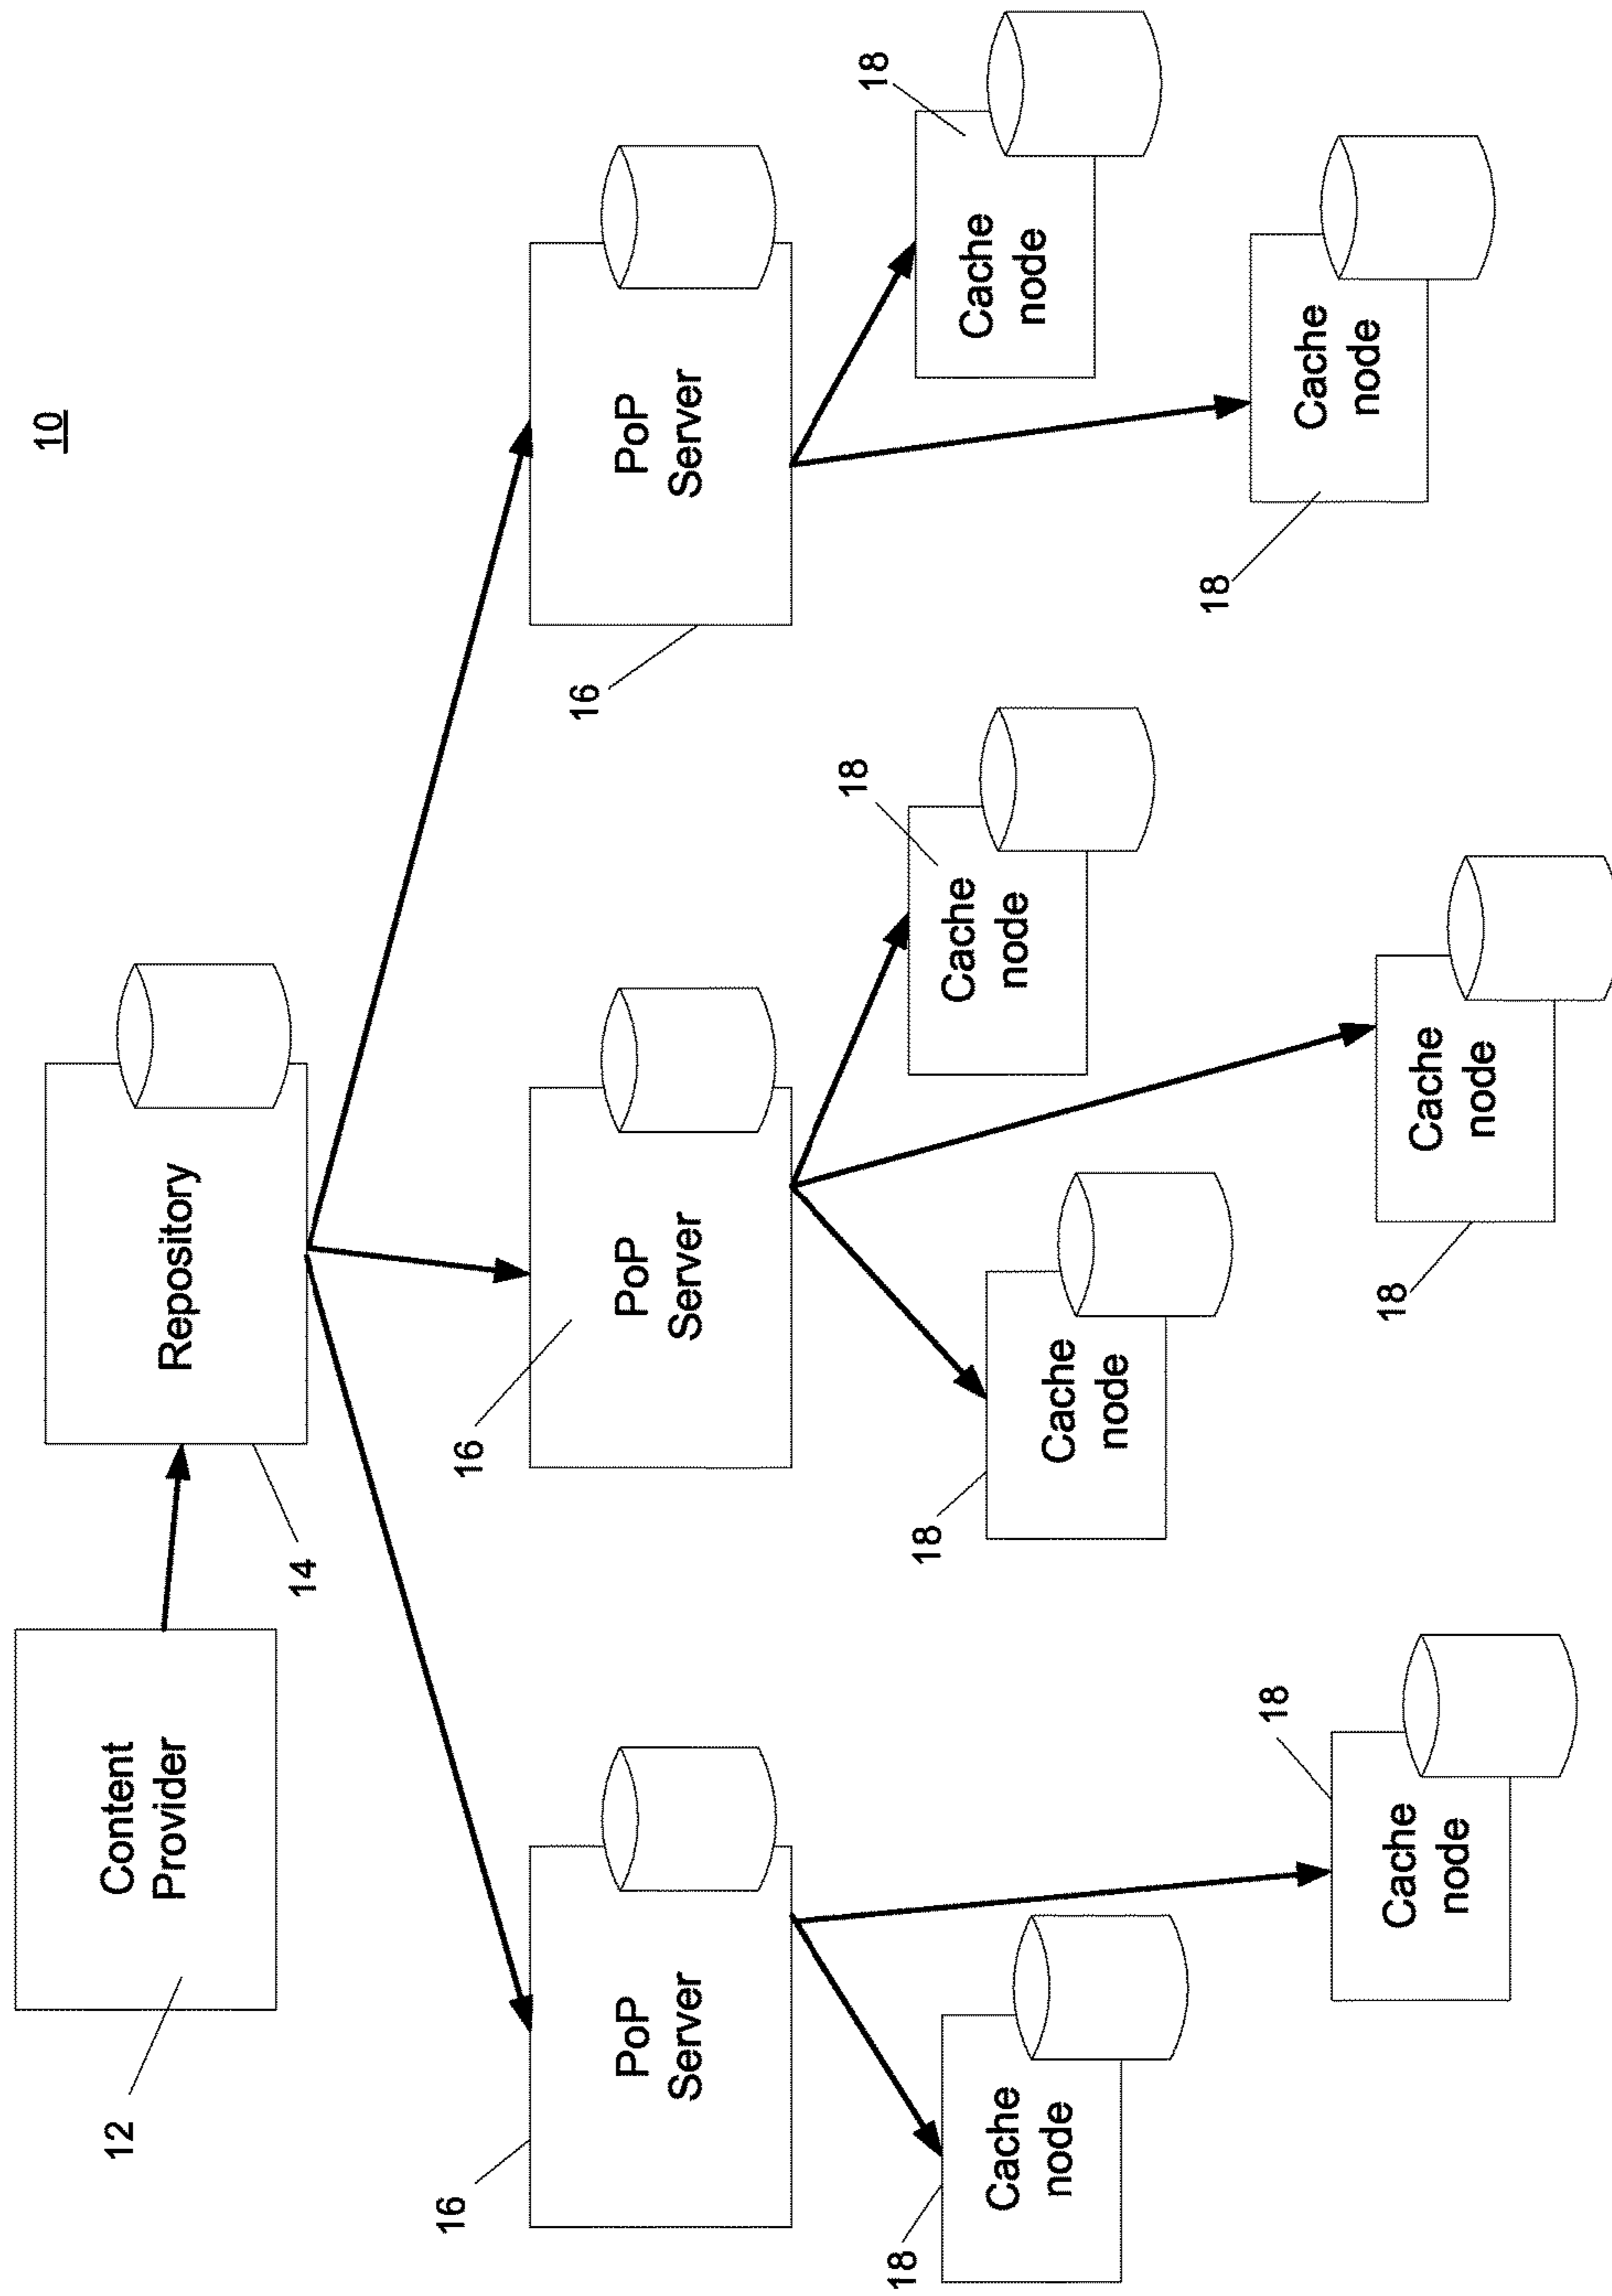 10
Content
Provider
12
Repository
14
PoP
Server
16
PoP
Server
16
PoP
Server
16
Cache
node
18
Cache
node
18
Cache
node
18
Cache
node
18
Cache
node
18
Cache
node
18
Cache
node
18